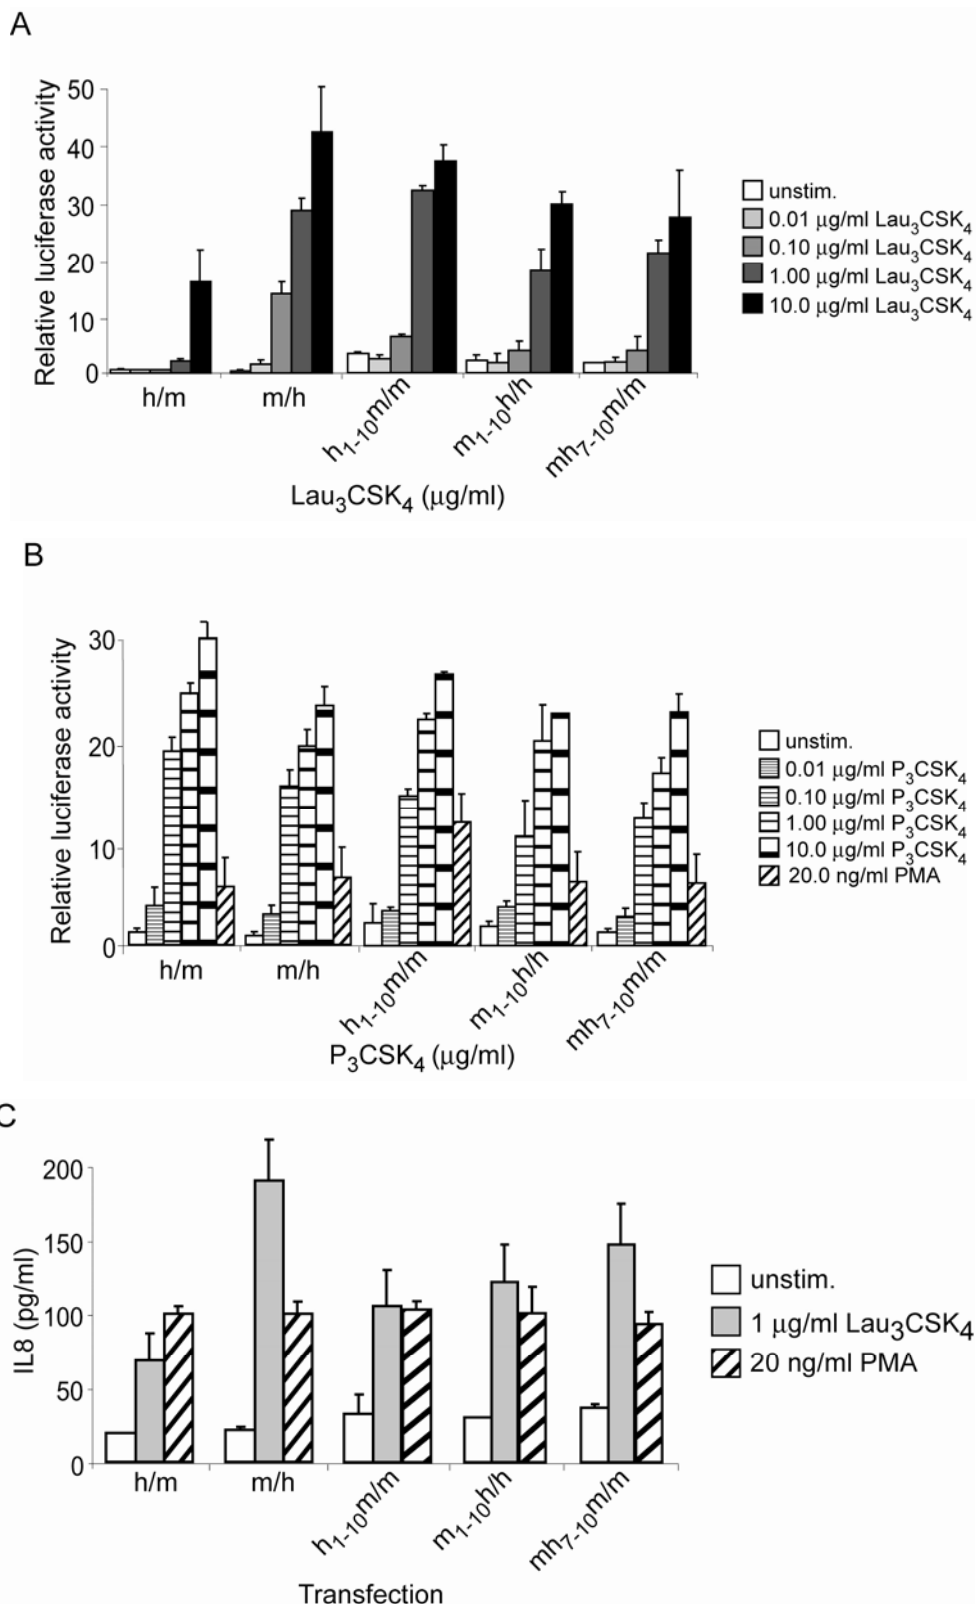 A
Relative luciferase activity
50
40
30
20
10
0
h/m
m/h
h1-10m/m
m1-10h/h
mh7-10m/m
Lau3CSK4 (µg/ml)
unstim.
0.01 µg/ml Lau3CSK4
0.10 µg/ml Lau3CSK4
1.00 µg/ml Lau3CSK4
10.0 µg/ml Lau3CSK4
B
Relative luciferase activity
30
20
10
0
h/m
m/h
h1-10m/m
m1-10h/h
mh7-10m/m
P3CSK4 (µg/ml)
unstim.
0.01 µg/ml P3CSK4
0.10 µg/ml P3CSK4
1.00 µg/ml P3CSK4
10.0 µg/ml P3CSK4
20.0 ng/ml PMA
C
IL8 (pg/ml)
200
150
100
50
0
h/m
m/h
h1-10m/m
m1-10h/h
mh7-10m/m
Transfection
unstim.
1 µg/ml Lau3CSK4
20 ng/ml PMA